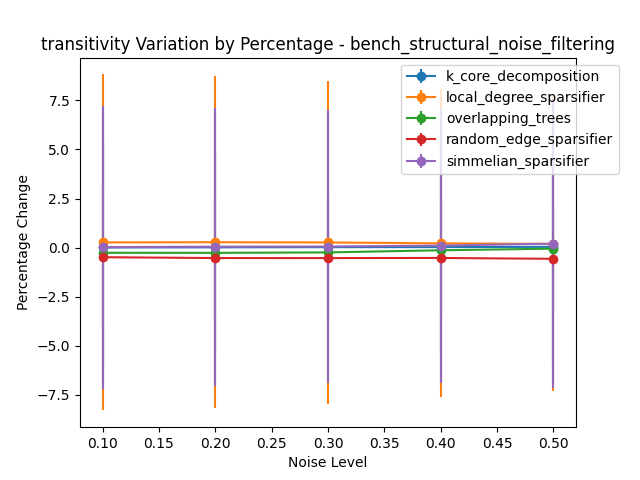 transitivity Variation by Percentage - bench_structural_noise_filtering
k_core_decomposition
local_degree_sparsifier
overlapping_trees
random_edge_sparsifier
simmelian_sparsifier
Percentage Change
7.5
5.0
2.5
0.0
−2.5
−5.0
−7.5
0.10 0.15 0.20 0.25 0.30 0.35 0.40 0.45 0.50
Noise Level